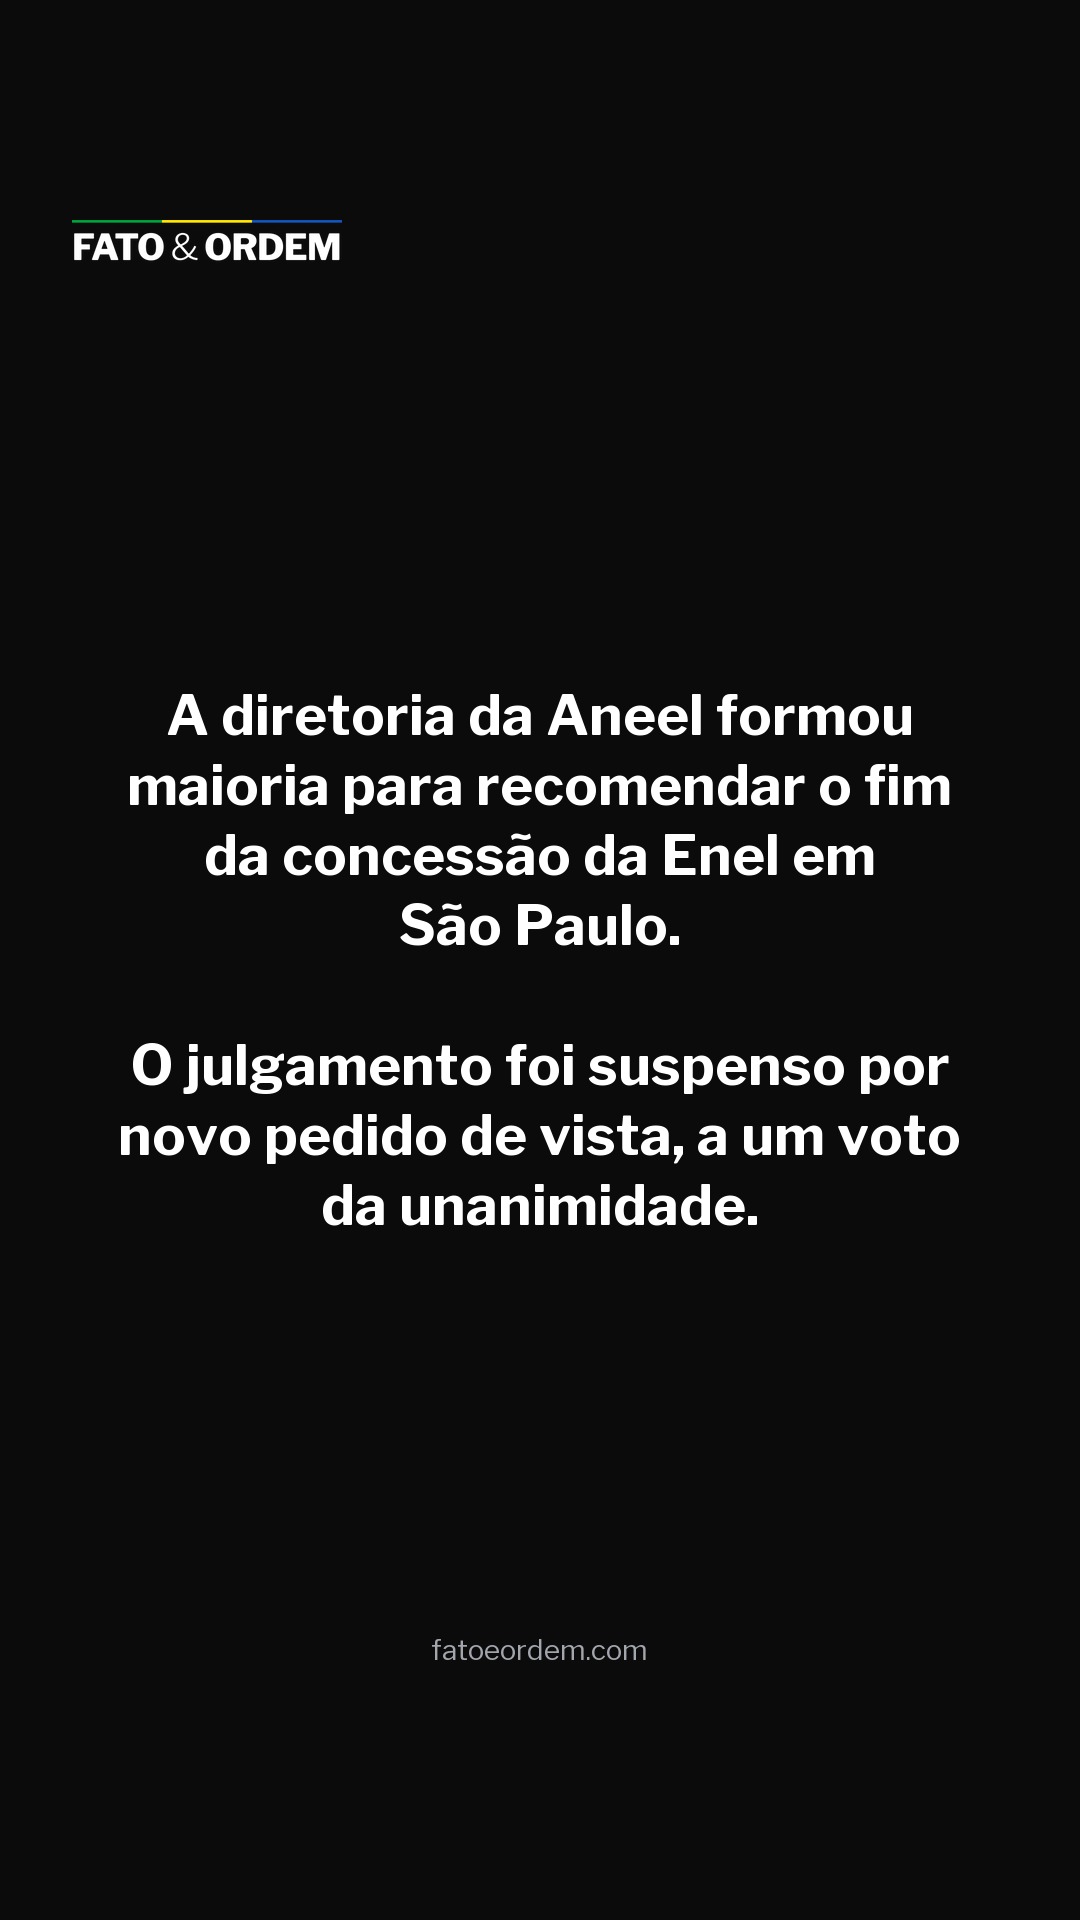 FATO & ORDEM
A diretoria da Aneel formou
maioria para recomendar o fim
da concessão da Enel em
São Paulo.
O julgamento foi suspenso por
novo pedido de vista, a um voto
da unanimidade.
fatoeordem.com